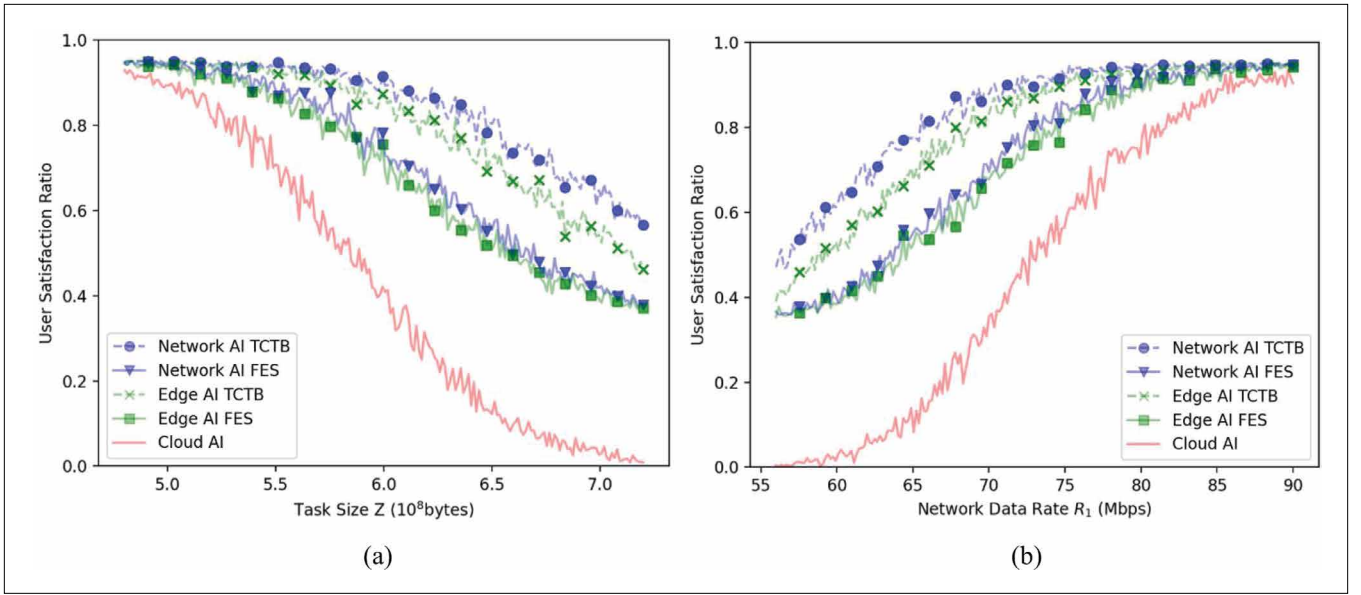 1.0
0.8
0.6
0.4
0.2
0.0
User Satisfaction Ratio
Network AI TCTB
Network AI FES
Edge AI TCTB
Edge AI FES
Cloud AI
5.0 5.5 6.0 6.5 7.0
Task Size Z (10⁸bytes)
(a)
1.0
0.8
0.6
0.4
0.2
0.0
User Satisfaction Ratio
Network AI TCTB
Network AI FES
Edge AI TCTB
Edge AI FES
Cloud AI
55 60 65 70 75 80 85 90
Network Data Rate R₁ (Mbps)
(b)